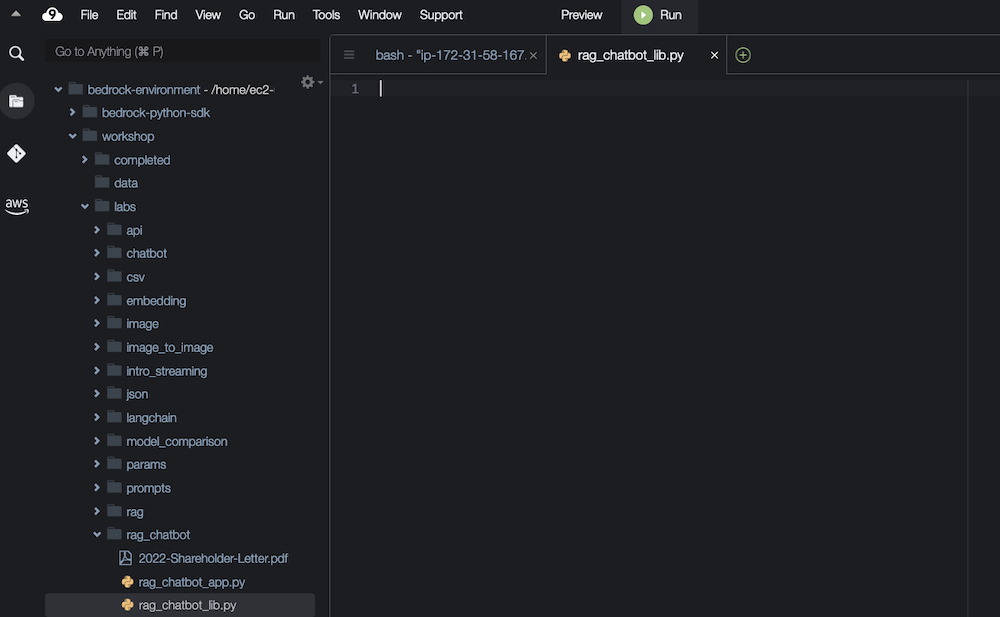 9 File Edit Find View Go Run Tools Window Support Preview Run
Go to Anything (⌘ P)
bash - "ip-172-31-58-167. × rag_chatbot_lib.py ×
1
bedrock-environment - /home/ec2-
bedrock-python-sdk
workshop
completed
data
labs
api
chatbot
csv
embedding
image
image_to_image
intro_streaming
json
langchain
model_comparison
params
prompts
rag
rag_chatbot
2022-Shareholder-Letter.pdf
rag_chatbot_app.py
rag_chatbot_lib.py
aws